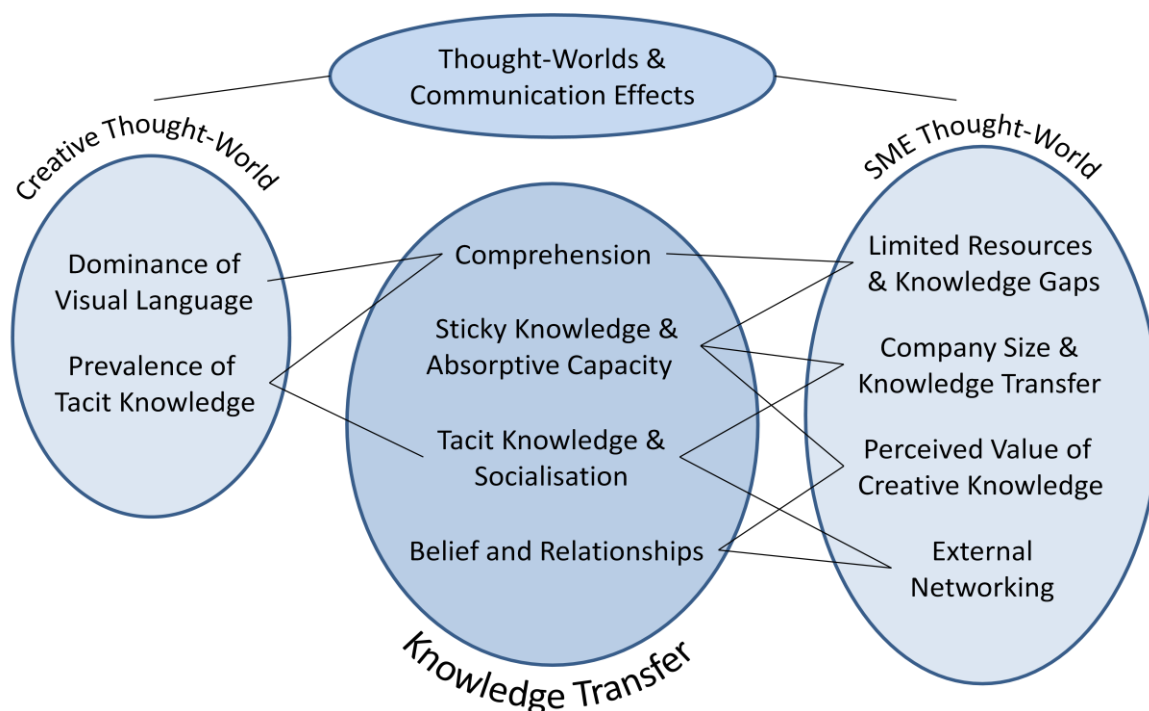 Thought-Worlds &
Communication Effects
Creative Thought-World
Dominance of
Visual Language
Prevalence of
Tacit Knowledge
Comprehension
Sticky Knowledge &
Absorptive Capacity
Tacit Knowledge &
Socialisation
Belief and Relationships
Knowledge Transfer
SME Thought-World
Limited Resources
& Knowledge Gaps
Company Size &
Knowledge Transfer
Perceived Value of
Creative Knowledge
External
Networking